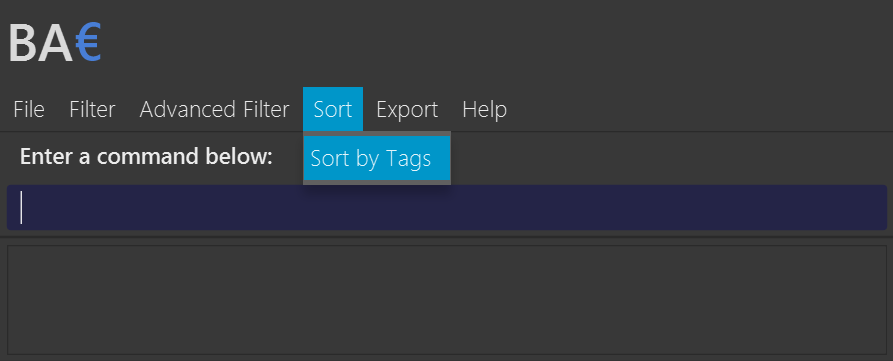 BA€
File Filter Advanced Filter Sort Export Help
Enter a command below:
Sort by Tags